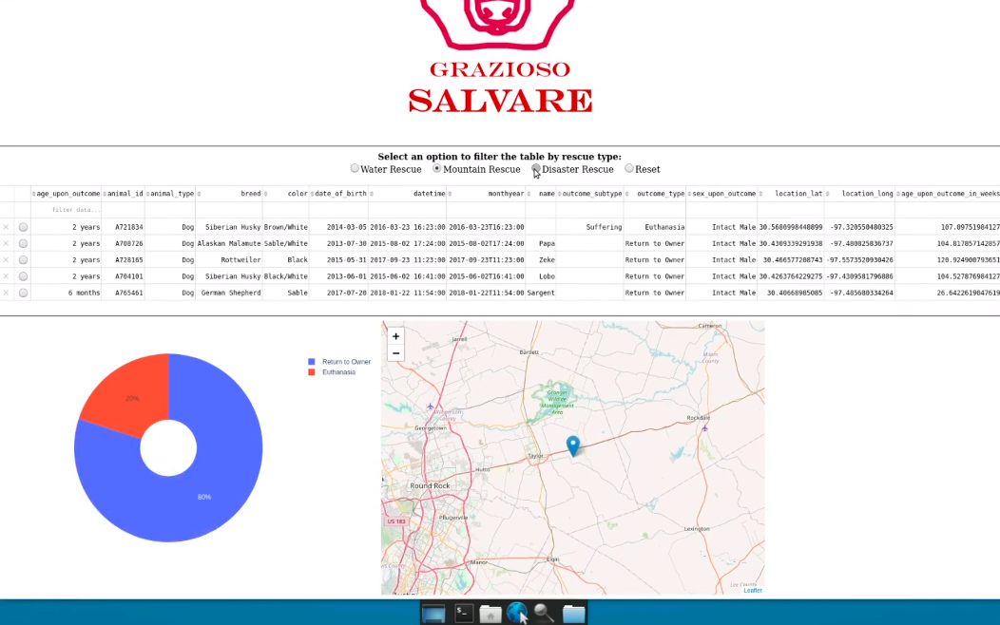 GRAZIOSO
SALVARE
Select an option to filter the table by rescue type:
Water Rescue Mountain Rescue Disaster Rescue Reset
age_upon_outcome animal_id animal_type breed color date_of_birth datetime monthyear name outcome_subtype outcome_type sex_upon_outcome location_lat location_long age_upon_outcome_in_weeks
filter data...
2 years A721834 Dog Siberian Husky Brown/White 2014-03-05 2016-03-23 16:23:00 2016-03-23T16:23:00 Suffering Euthanasia Intact Male 30.5680998448899 -97.320550480325 107.09751984127
2 years A708726 Dog Alaskan Malamute Sable/White 2013-07-30 2015-08-02 17:24:00 2015-08-02T17:24:00 Papa Return to Owner Intact Male 30.4309339291938 -97.480825836737 104.817857142857
2 years A728165 Dog Rottweiler Black 2015-05-31 2017-09-23 11:23:00 2017-09-23T11:23:00 Zeke Return to Owner Intact Male 30.466577208743 -97.5573520930426 120.924900793651
2 years A704101 Dog Siberian Husky Black/White 2013-06-01 2015-06-02 16:41:00 2015-06-02T16:41:00 Lobo Return to Owner Intact Male 30.4263764229275 -97.4309581796886 104.527876984127
6 months A765461 Dog German Shepherd Sable 2017-07-20 2018-01-22 11:54:00 2018-01-22T11:54:00 Sargent Return to Owner Intact Male 30.40668905085 -97.485680334264 26.6422619047619
Return to Owner
Euthanasia
20%
80%
+
−
Cameron
Jarrell
Bartlett
Milam
County
Granger
Wildlife
Management
Area
Williamson
County
Rockdale
Georgetown
Taylor
Hutto
Round Rock
Pflugerville
US 183
Lexington
Elgin
Manor
Lee County
Leaflet